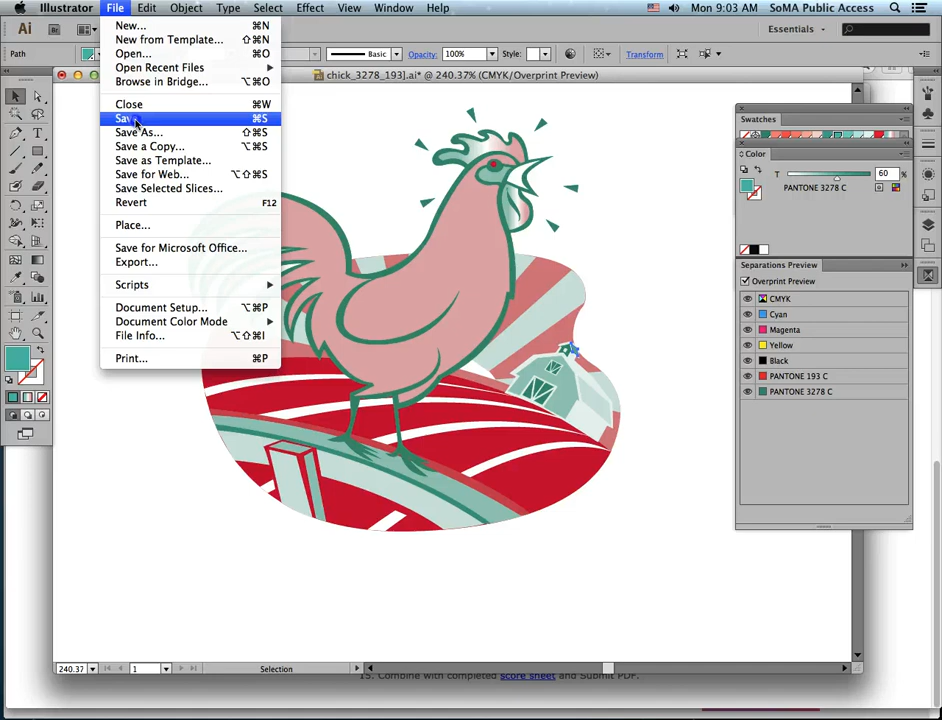 Illustrator File Edit Object Type Select Effect View Window Help Mon 9:03 AM SoMA Public Access
Ai Essentials
Path Basic Opacity: 100% Style: Transform
chick_3278_193].ai* @ 240.37% (CMYK/Overprint Preview)
New... ⌘N
New from Template... ⇧⌘N
Open... ⌘O
Open Recent Files
Browse in Bridge... ⌥⌘O
Close ⌘W
Save ⌘S
Save As... ⇧⌘S
Save a Copy... ⌥⌘S
Save as Template...
Save for Web... ⌥⇧⌘S
Save Selected Slices...
Revert F12
Place...
Save for Microsoft Office...
Export...
Scripts
Document Setup... ⌥⌘P
Document Color Mode
File Info... ⌥⇧⌘I
Print... ⌘P
Swatches
Color
T 60 %
PANTONE 3278 C
Separations Preview
Overprint Preview
CMYK
Cyan
Magenta
Yellow
Black
PANTONE 193 C
PANTONE 3278 C
240.37 1 Selection
15. Combine with completed score sheet and Submit PDF.